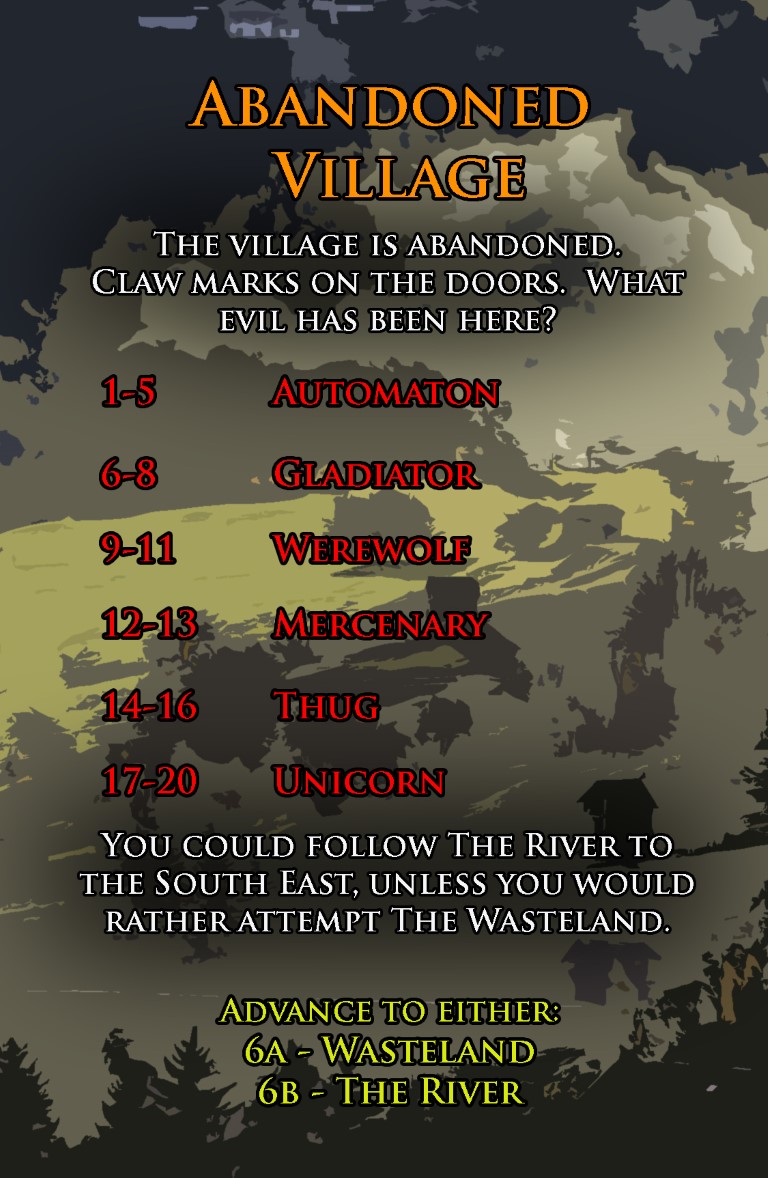 Abandoned
Village
The village is abandoned.
Claw marks on the doors.  What
evil has been here?
1-5 Automaton
6-8 Gladiator
9-11 Werewolf
12-13 Mercenary
14-16 Thug
17-20 Unicorn
You could follow The River to
the South East, unless you would
rather attempt The Wasteland.
Advance to either:
6a - Wasteland
6b - The River